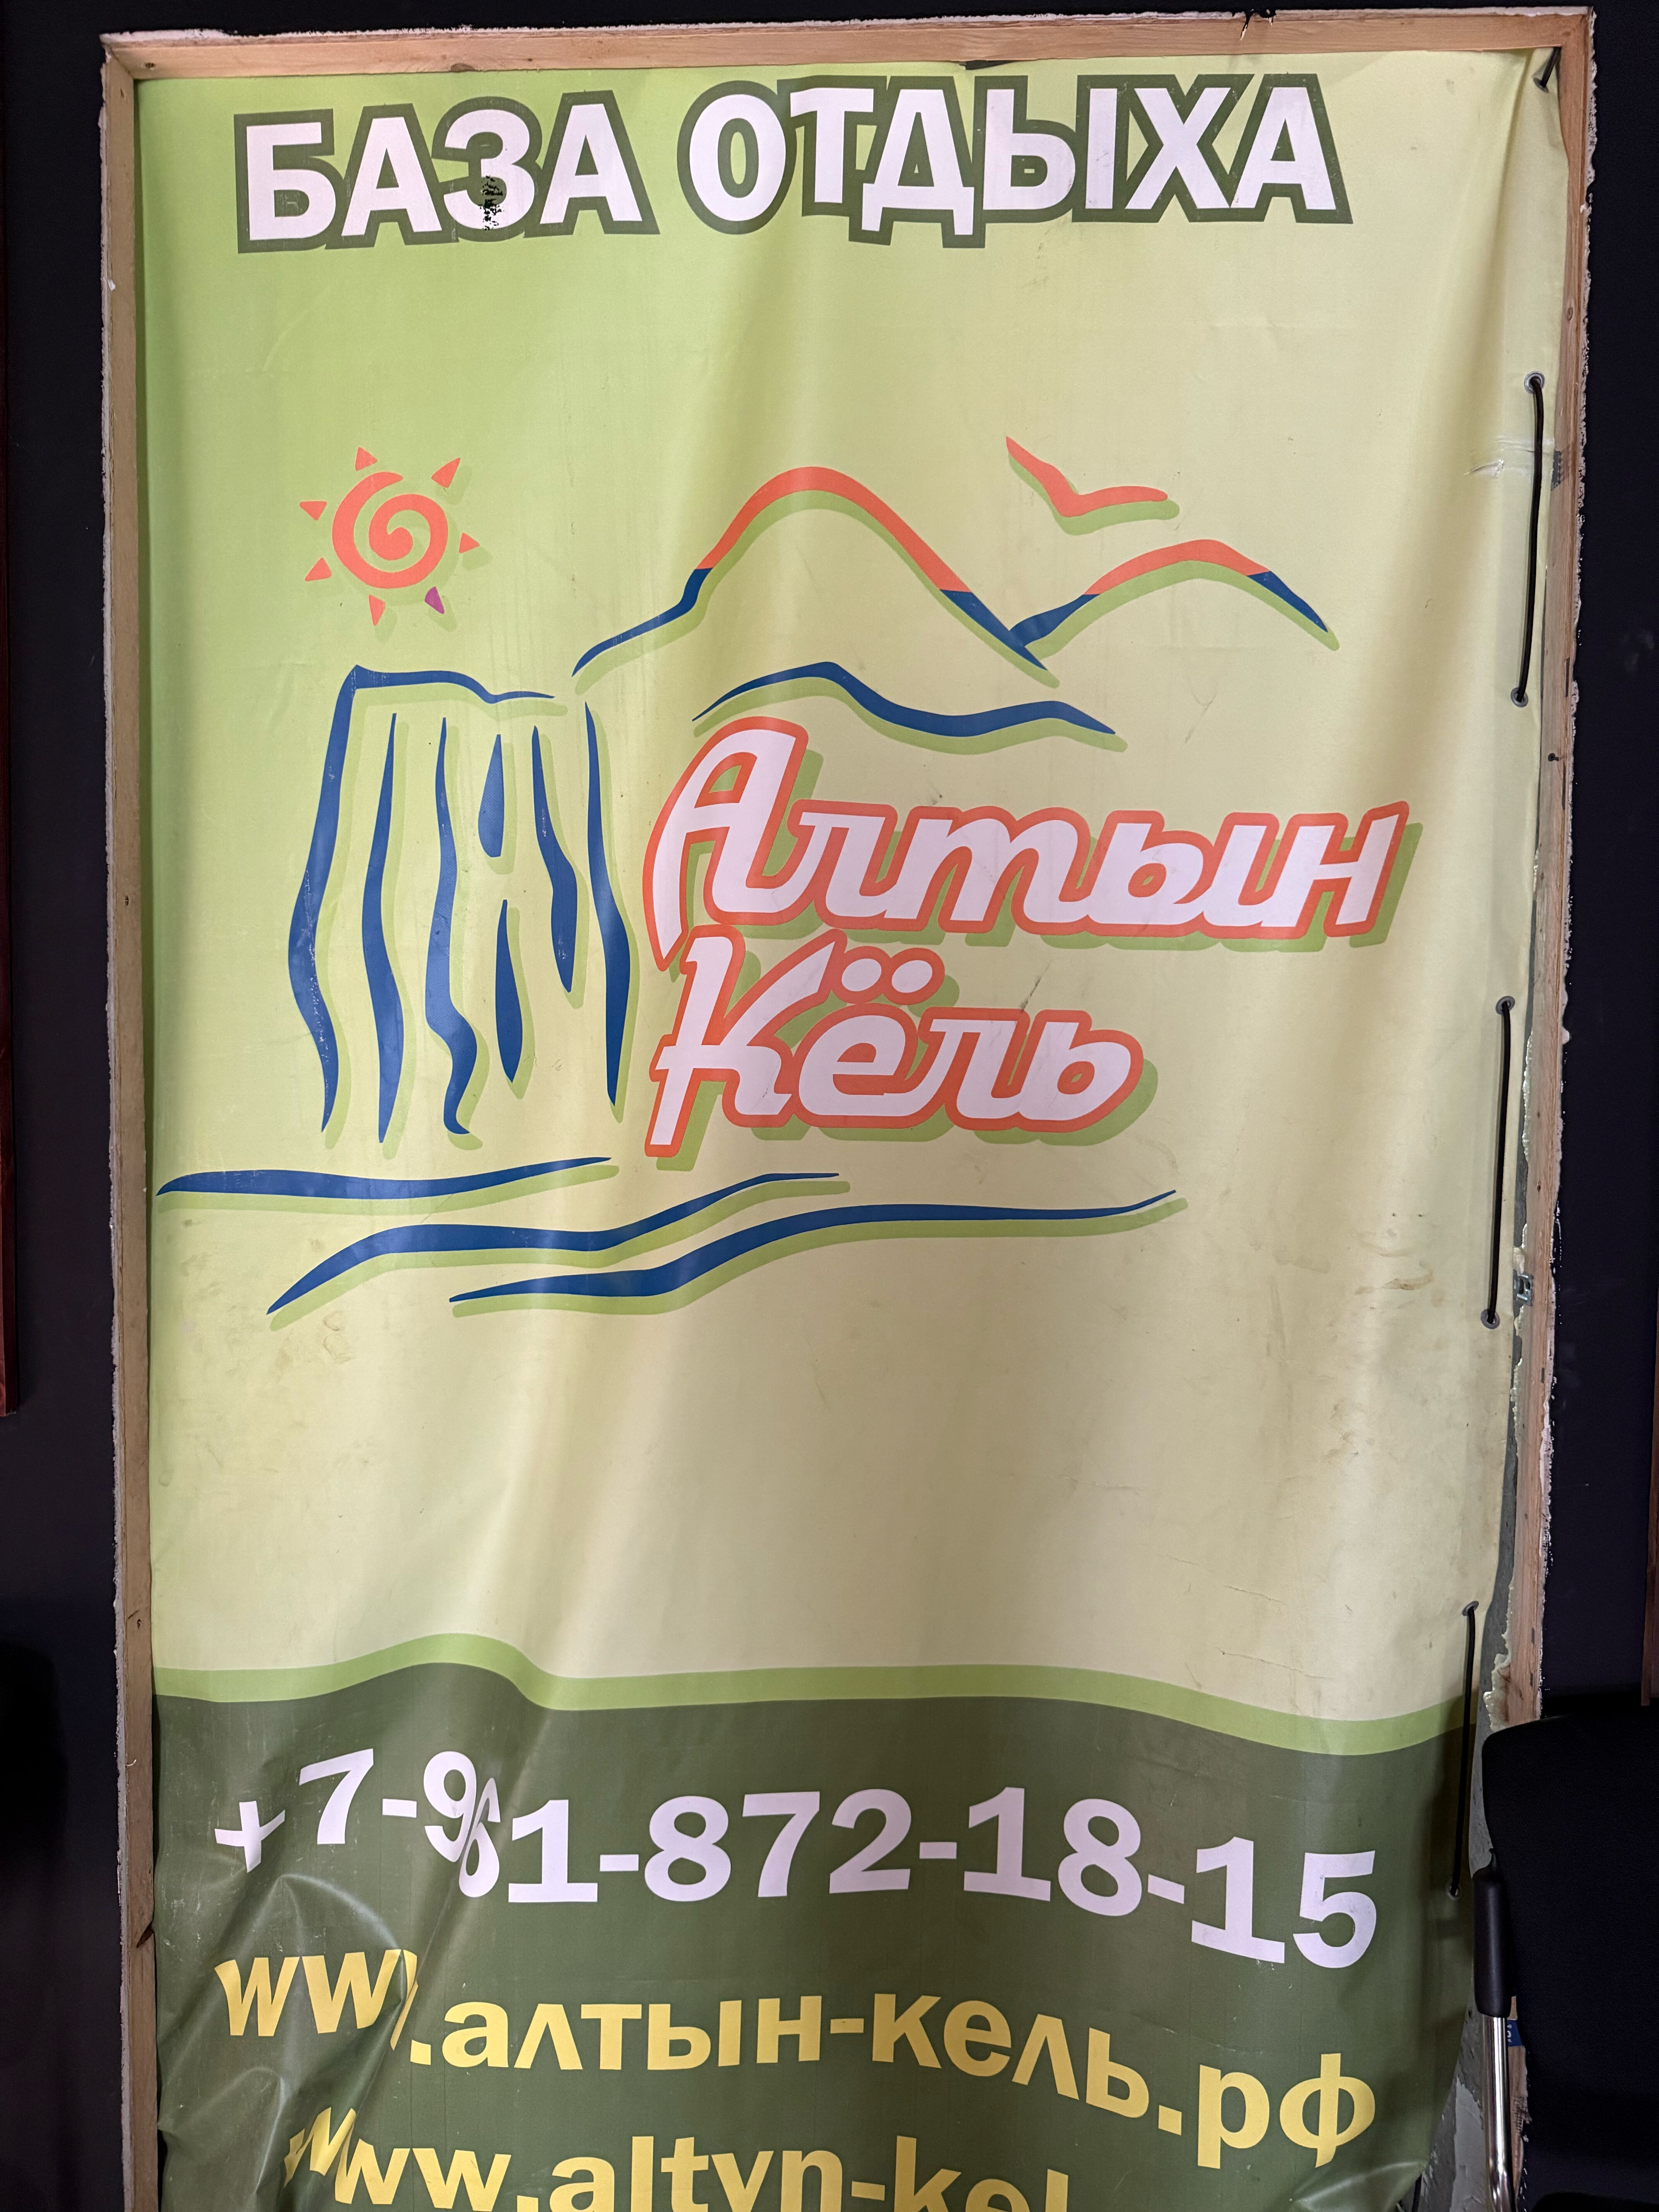 БАЗА ОТДЫХА
Алтын
Кёль
+7-961-872-18-15
www.алтын-кель.рф
www.altyn-kel